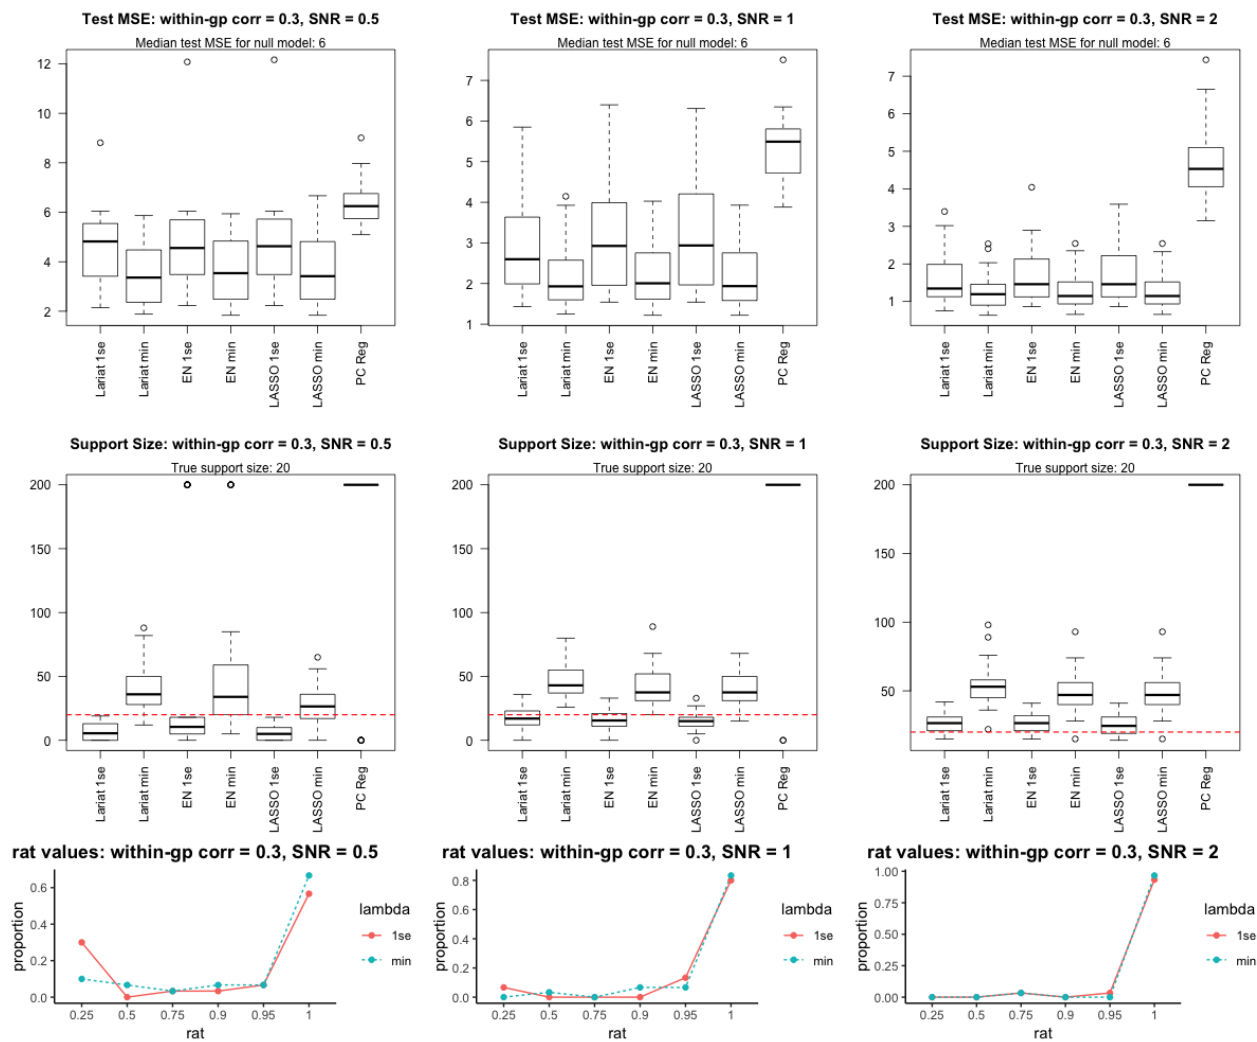 Test MSE: within-gp corr = 0.3, SNR = 0.5
Median test MSE for null model: 6
12
10
8
6
4
2
Lariat 1se
Lariat min
EN 1se
EN min
LASSO 1se
LASSO min
PC Reg
Test MSE: within-gp corr = 0.3, SNR = 1
Median test MSE for null model: 6
7
6
5
4
3
2
1
Lariat 1se
Lariat min
EN 1se
EN min
LASSO 1se
LASSO min
PC Reg
Test MSE: within-gp corr = 0.3, SNR = 2
Median test MSE for null model: 6
7
6
5
4
3
2
1
Lariat 1se
Lariat min
EN 1se
EN min
LASSO 1se
LASSO min
PC Reg
Support Size: within-gp corr = 0.3, SNR = 0.5
True support size: 20
200
150
100
50
0
Lariat 1se
Lariat min
EN 1se
EN min
LASSO 1se
LASSO min
PC Reg
Support Size: within-gp corr = 0.3, SNR = 1
True support size: 20
200
150
100
50
0
Lariat 1se
Lariat min
EN 1se
EN min
LASSO 1se
LASSO min
PC Reg
Support Size: within-gp corr = 0.3, SNR = 2
True support size: 20
200
150
100
50
Lariat 1se
Lariat min
EN 1se
EN min
LASSO 1se
LASSO min
PC Reg
rat values: within-gp corr = 0.3, SNR = 0.5
proportion
0.6
0.4
0.2
0.0
0.25 0.5 0.75 0.9 0.95 1
rat
lambda
1se
min
rat values: within-gp corr = 0.3, SNR = 1
proportion
0.8
0.6
0.4
0.2
0.0
0.25 0.5 0.75 0.9 0.95 1
rat
lambda
1se
min
rat values: within-gp corr = 0.3, SNR = 2
proportion
1.00
0.75
0.50
0.25
0.00
0.25 0.5 0.75 0.9 0.95 1
rat
lambda
1se
min